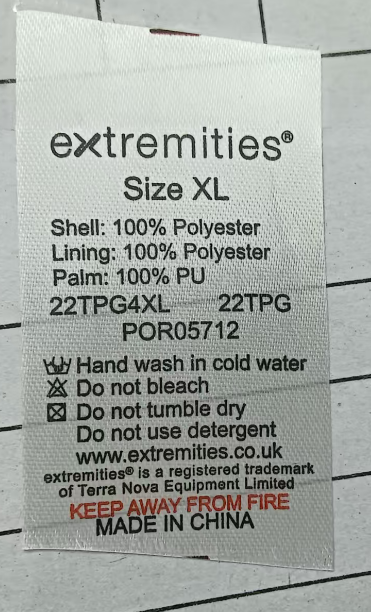 extremities®
Size XL
Shell: 100% Polyester
Lining: 100% Polyester
Palm: 100% PU
22TPG4XL 22TPG
POR05712
Hand wash in cold water
Do not bleach
Do not tumble dry
Do not use detergent
www.extremities.co.uk
extremities® is a registered trademark
of Terra Nova Equipment Limited
KEEP AWAY FROM FIRE
MADE IN CHINA